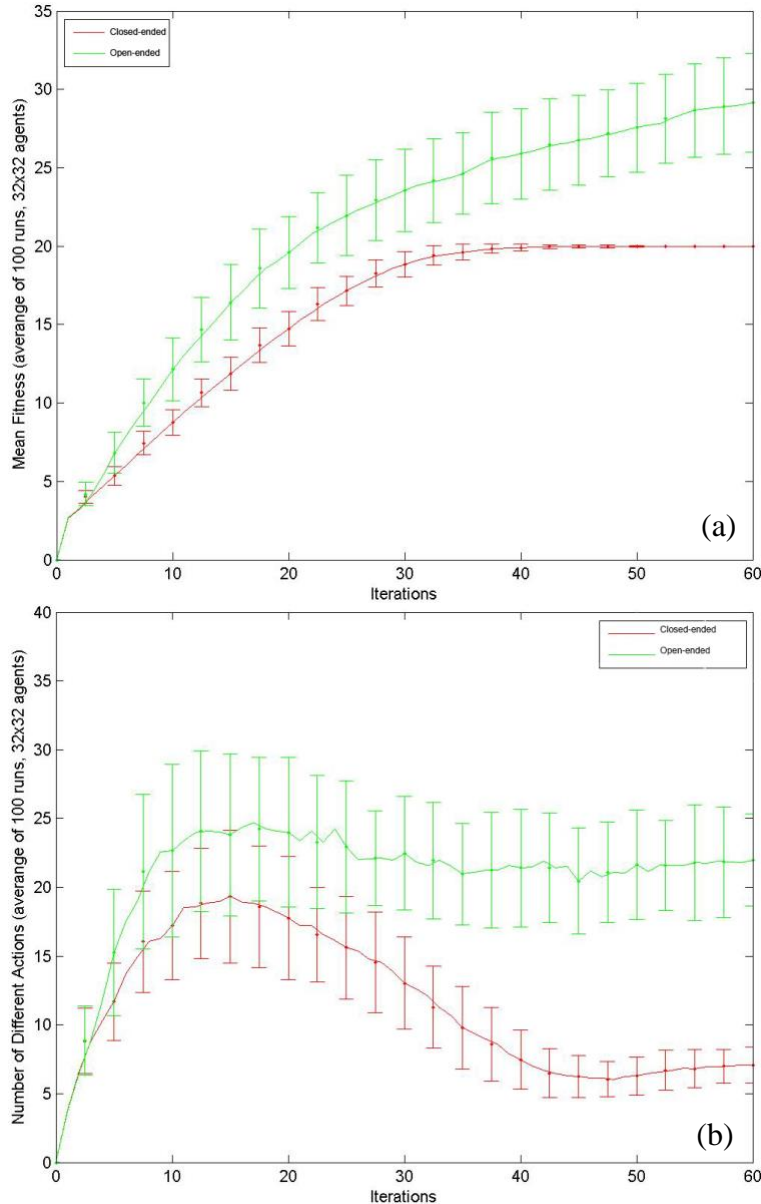 35
30
25
20
15
10
5
0
Mean Fitness (averange of 100 runs, 32x32 agents)
Closed-ended
Open-ended
(a)
0 10 20 30 40 50 60
Iterations
40
35
30
25
20
15
10
5
0
Number of Different Actions (averange of 100 runs, 32x32 agents)
Closed-ended
Open-ended
(b)
0 10 20 30 40 50 60
Iterations